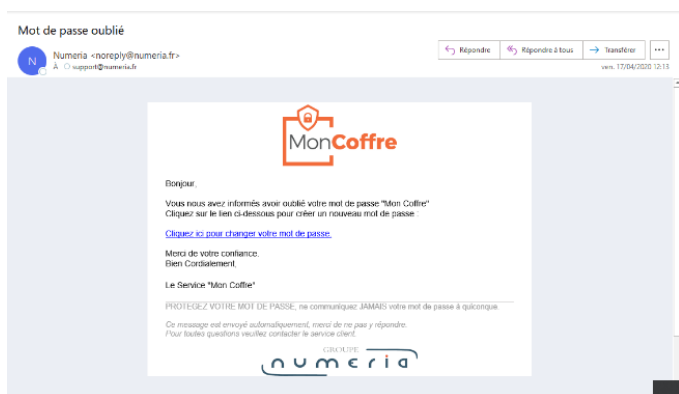 Mot de passe oublié
Répondre
Répondre à tous
Transférer
N
Numeria <noreply@numeria.fr>
À support@numeria.fr
ven. 17/04/2020 12:13
MonCoffre
Bonjour,
Vous nous avez informés avoir oublié votre mot de passe "Mon Coffre"
Cliquez sur le lien ci-dessous pour créer un nouveau mot de passe :
Cliquez ici pour changer votre mot de passe.
Merci de votre confiance.
Bien Cordialement,
Le Service "Mon Coffre"
PROTEGEZ VOTRE MOT DE PASSE, ne communiquez JAMAIS votre mot de passe à quiconque.
Ce message est envoyé automatiquement, merci de ne pas y répondre.
Pour toutes questions veuillez contacter le service client.
GROUPE
numeria